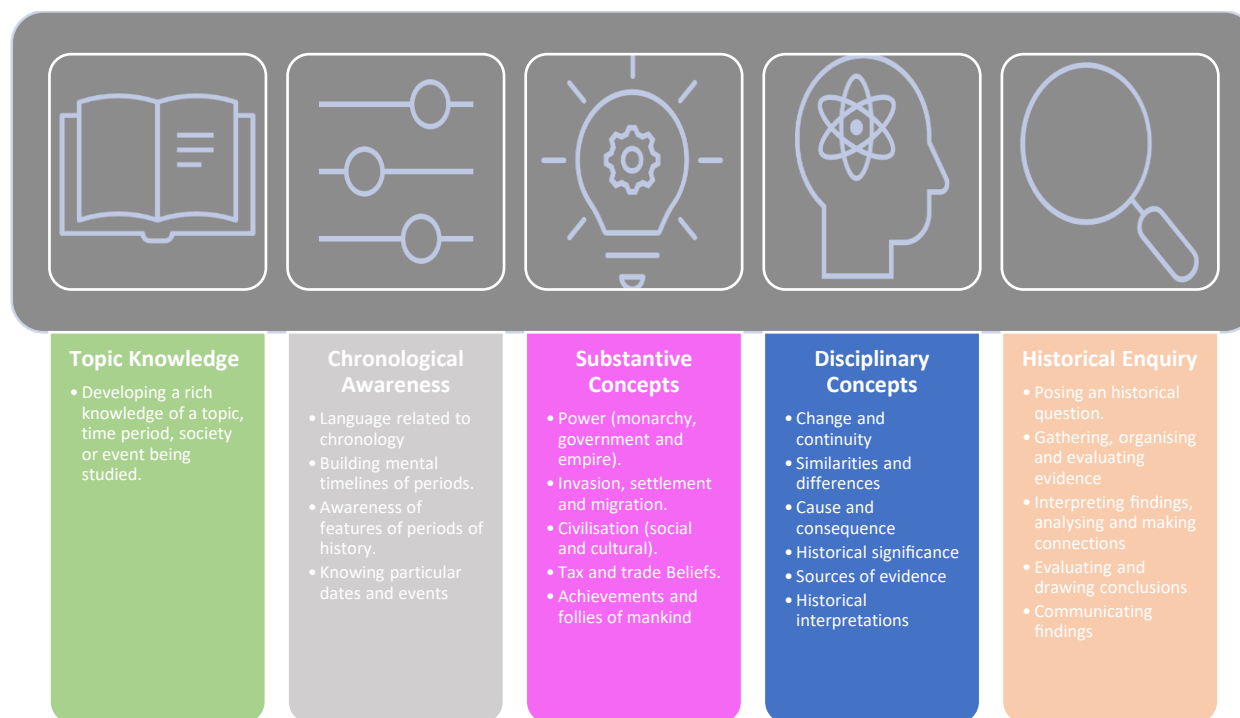 Topic Knowledge
• Developing a rich
knowledge of a topic,
time period, society
or event being
studied.
Chronological
Awareness
• Language related to
chronology
• Building mental
timelines of periods.
• Awareness of
features of periods of
history.
• Knowing particular
dates and events
Substantive
Concepts
• Power (monarchy,
government and
empire).
• Invasion, settlement
and migration.
• Civilisation (social
and cultural).
• Tax and trade Beliefs.
• Achievements and
follies of mankind
Disciplinary
Concepts
• Change and
continuity
• Similarities and
differences
• Cause and
consequence
• Historical significance
• Sources of evidence
• Historical
interpretations
Historical Enquiry
• Posing an historical
question.
• Gathering, organising
and evaluating
evidence
• Interpreting findings,
analysing and making
connections
• Evaluating and
drawing conclusions
• Communicating
findings